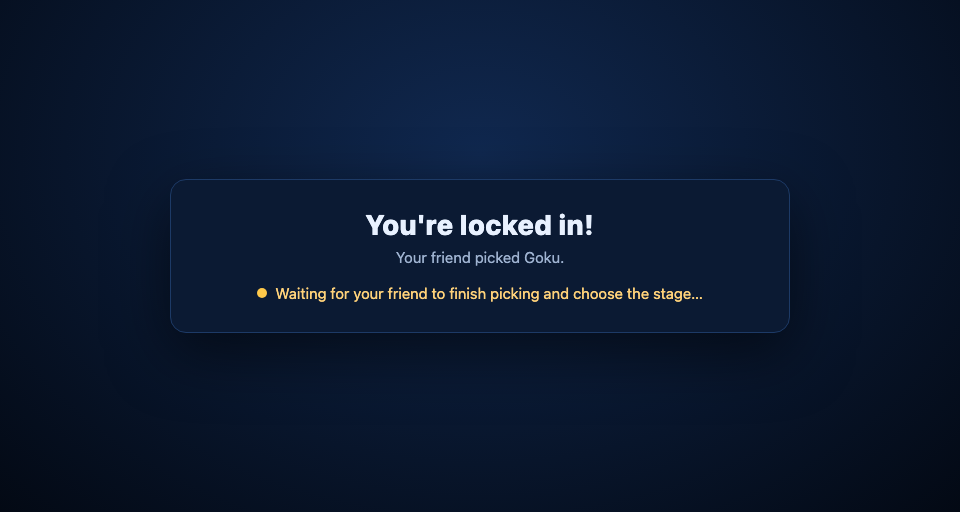 You're locked in!
Your friend picked Goku.
Waiting for your friend to finish picking and choose the stage...